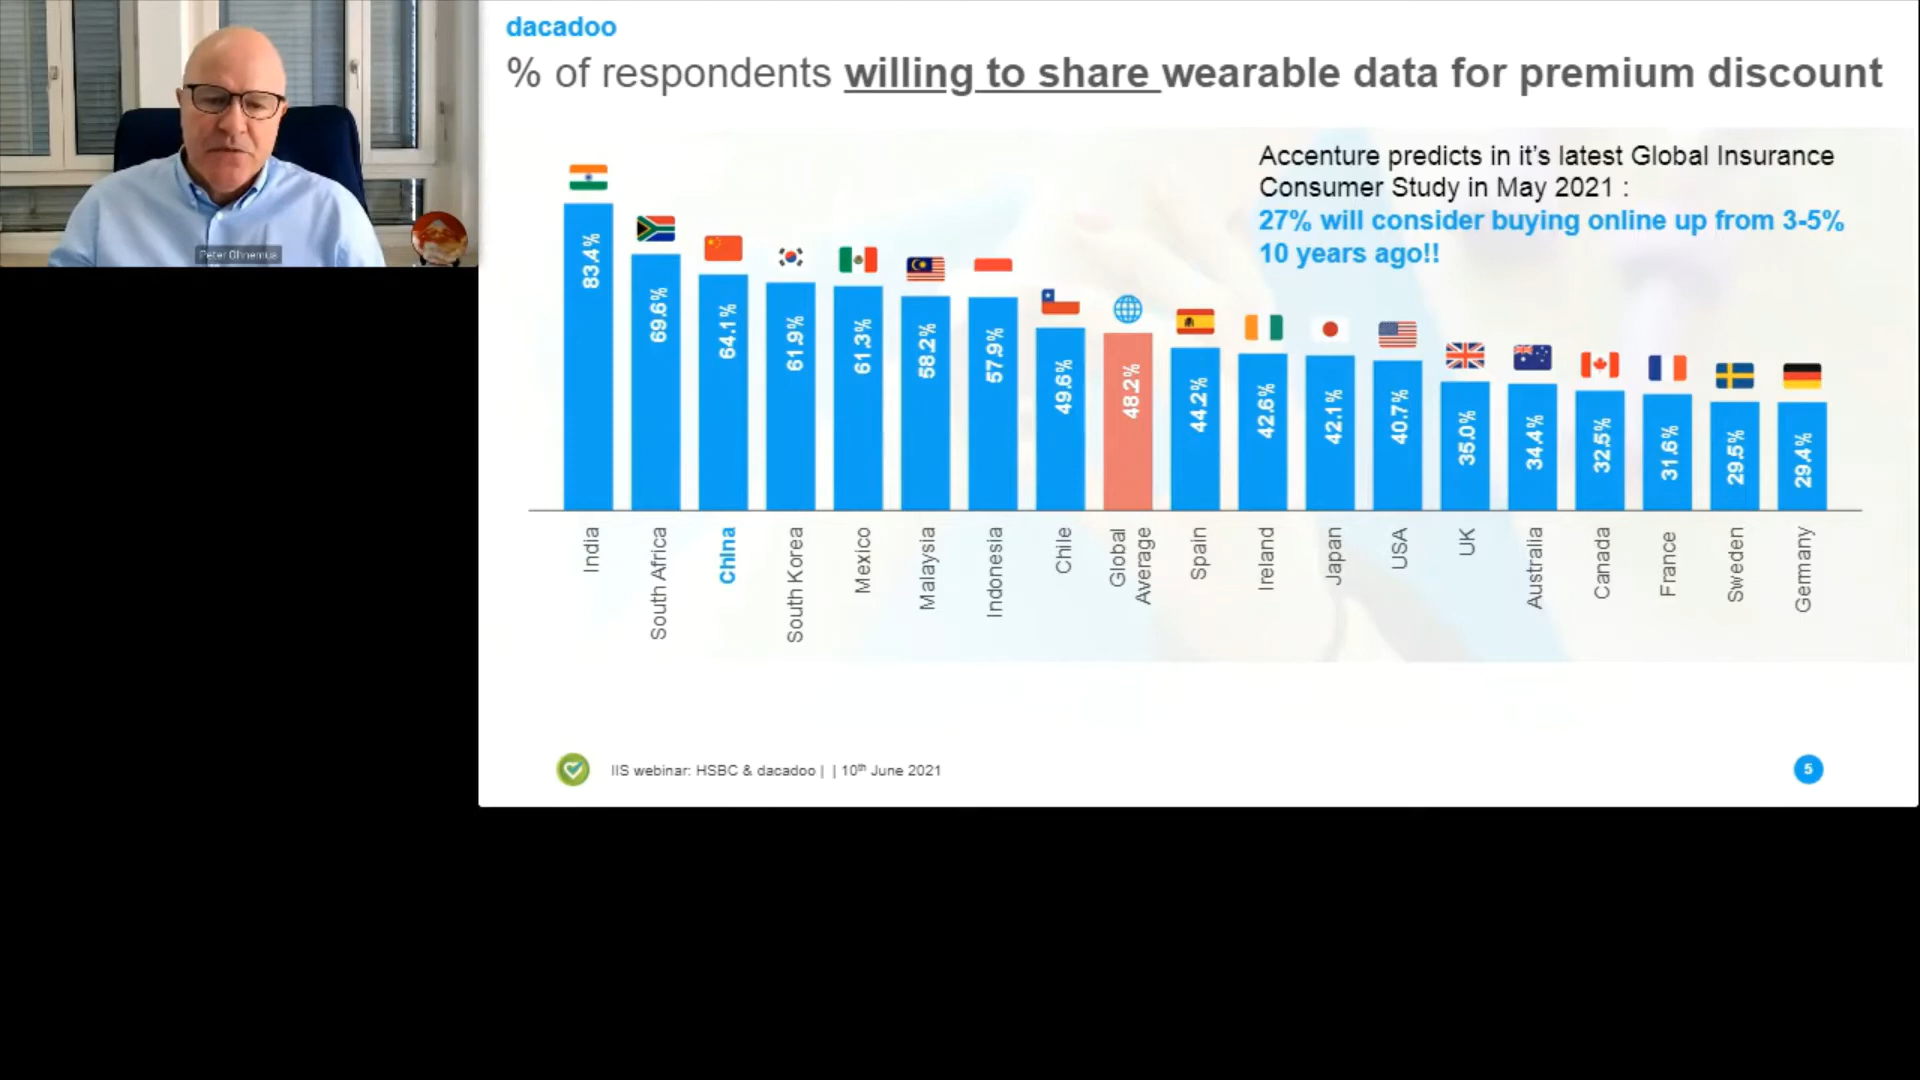 dacadoo
% of respondents willing to share wearable data for premium discount
Accenture predicts in it's latest Global Insurance
Consumer Study in May 2021 :
27% will consider buying online up from 3-5%
10 years ago!!
83.4%
69.6%
64.1%
61.9%
61.3%
58.2%
57.9%
49.6%
48.2%
44.2%
42.6%
42.1%
40.7%
35.0%
34.4%
32.5%
31.6%
29.5%
29.4%
India
South Africa
China
South Korea
Mexico
Malaysia
Indonesia
Chile
Global
Average
Spain
Ireland
Japan
USA
UK
Australia
Canada
France
Sweden
Germany
Peter Ohnemus
IIS webinar: HSBC & dacadoo | | 10th June 2021
5